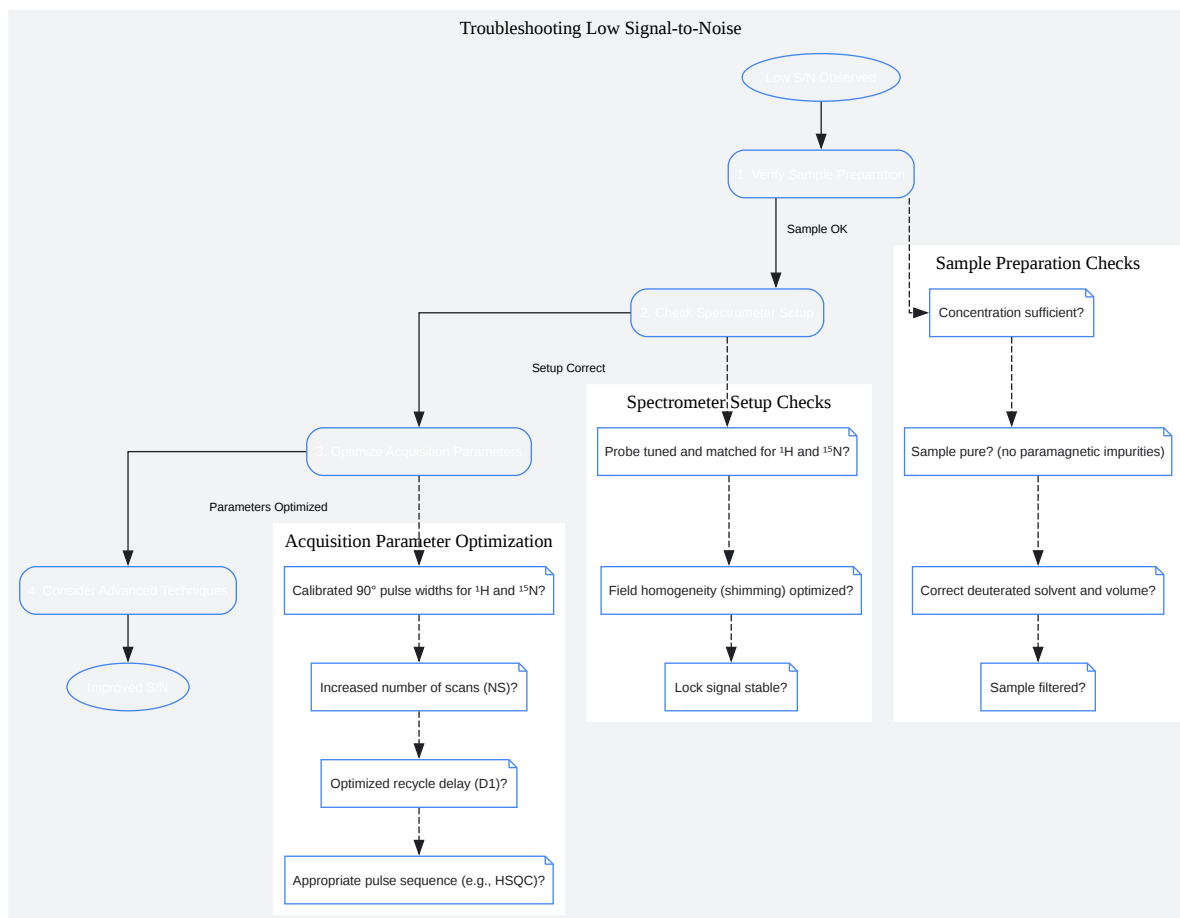 Troubleshooting Low Signal-to-Noise
Low S/N Observed
1. Verify Sample Preparation
Sample OK
Sample Preparation Checks
Concentration sufficient?
2. Check Spectrometer Setup
Setup Correct
Spectrometer Setup Checks
3. Optimize Acquisition Parameters
Probe tuned and matched for ¹H and ¹⁵N?
Sample pure? (no paramagnetic impurities)
Parameters Optimized
Acquisition Parameter Optimization
4. Consider Advanced Techniques
Calibrated 90° pulse widths for ¹H and ¹⁵N?
Field homogeneity (shimming) optimized?
Correct deuterated solvent and volume?
Improved S/N
Increased number of scans (NS)?
Lock signal stable?
Sample filtered?
Optimized recycle delay (D1)?
Appropriate pulse sequence (e.g., HSQC)?